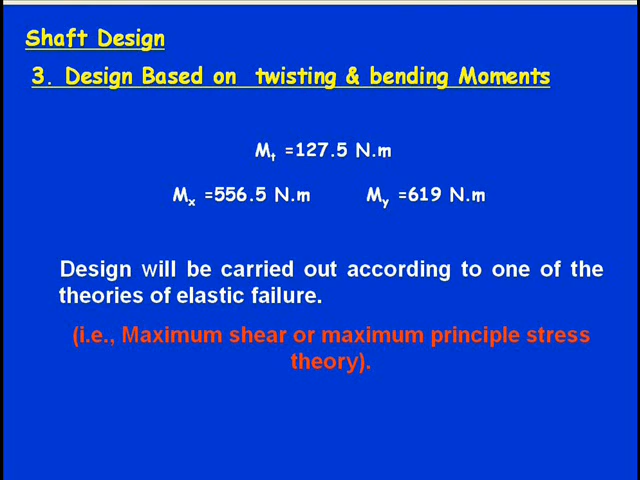 Shaft Design
3. Design Based on twisting & bending Moments
Mt =127.5 N.m
Mx =556.5 N.m My =619 N.m
Design will be carried out according to one of the
theories of elastic failure.
(i.e., Maximum shear or maximum principle stress
theory).